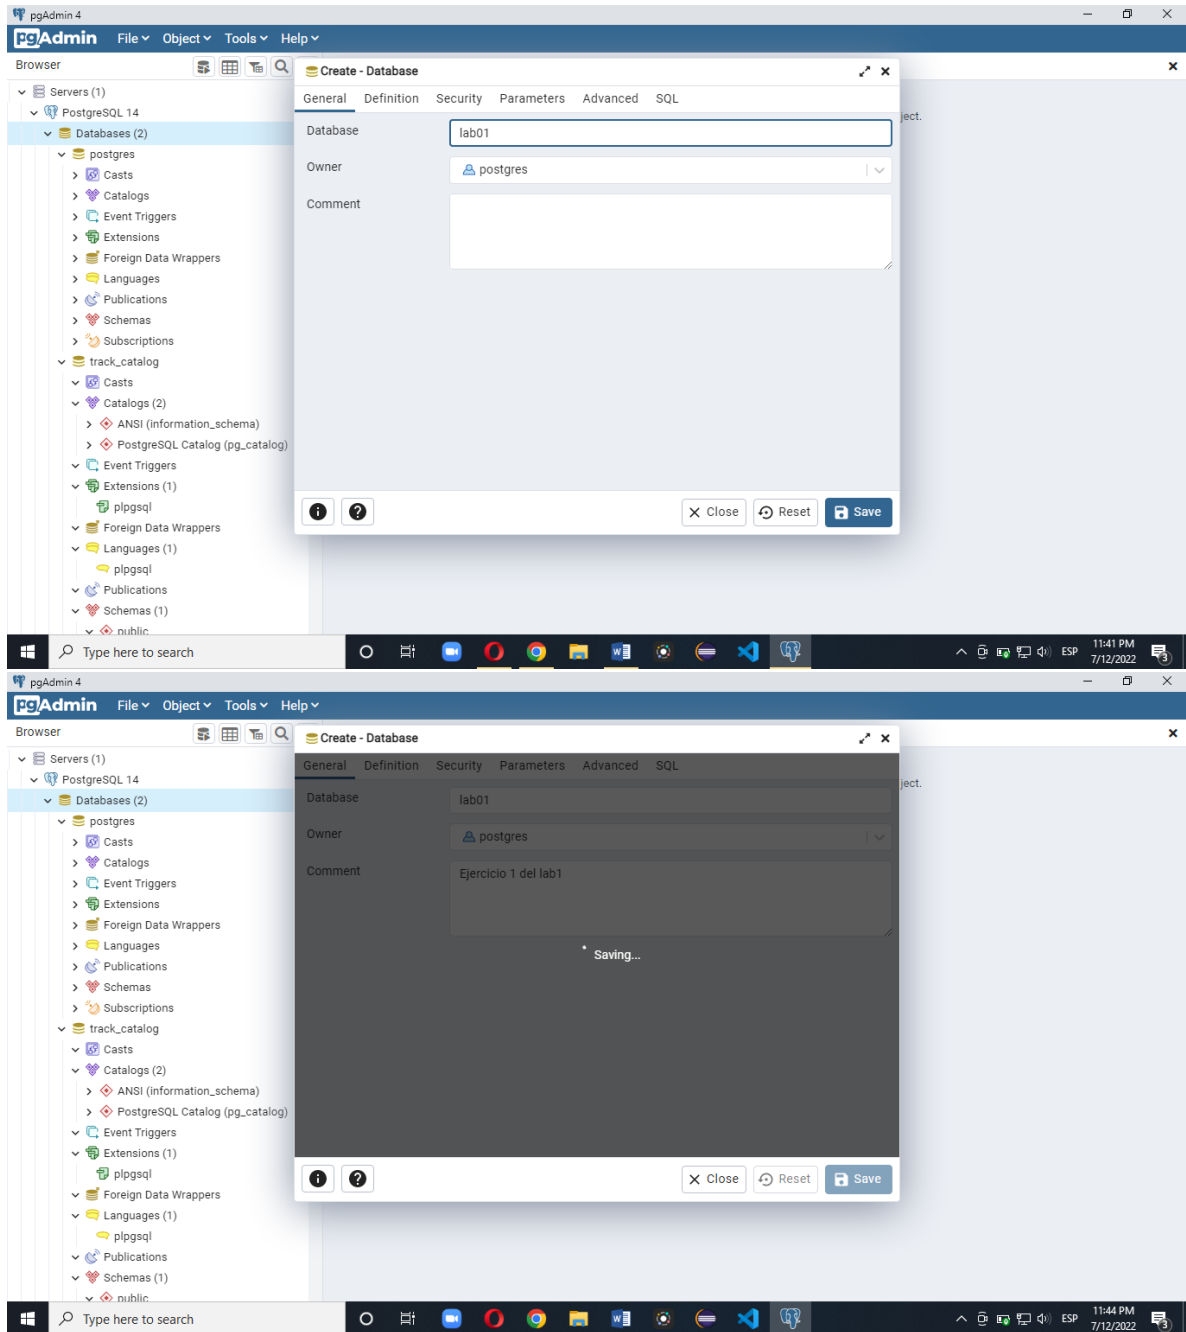 pgAdmin 4
pgAdmin File Object Tools Help
Browser
Servers (1)
PostgreSQL 14
Databases (2)
postgres
Casts
Catalogs
Event Triggers
Extensions
Foreign Data Wrappers
Languages
Publications
Schemas
Subscriptions
track_catalog
Casts
Catalogs (2)
ANSI (information_schema)
PostgreSQL Catalog (pg_catalog)
Event Triggers
Extensions (1)
plpgsql
Foreign Data Wrappers
Languages (1)
plpgsql
Publications
Schemas (1)
public
Create - Database
General Definition Security Parameters Advanced SQL
Database lab01
Owner postgres
Comment
Close Reset Save
ject.
Type here to search
ESP
11:41 PM
7/12/2022
3
pgAdmin 4
pgAdmin File Object Tools Help
Browser
Servers (1)
PostgreSQL 14
Databases (2)
postgres
Casts
Catalogs
Event Triggers
Extensions
Foreign Data Wrappers
Languages
Publications
Schemas
Subscriptions
track_catalog
Casts
Catalogs (2)
ANSI (information_schema)
PostgreSQL Catalog (pg_catalog)
Event Triggers
Extensions (1)
plpgsql
Foreign Data Wrappers
Languages (1)
plpgsql
Publications
Schemas (1)
public
Create - Database
General Definition Security Parameters Advanced SQL
Database lab01
Owner postgres
Comment Ejercicio 1 del lab1
Saving...
Close Reset Save
ject.
Type here to search
ESP
11:44 PM
7/12/2022
3